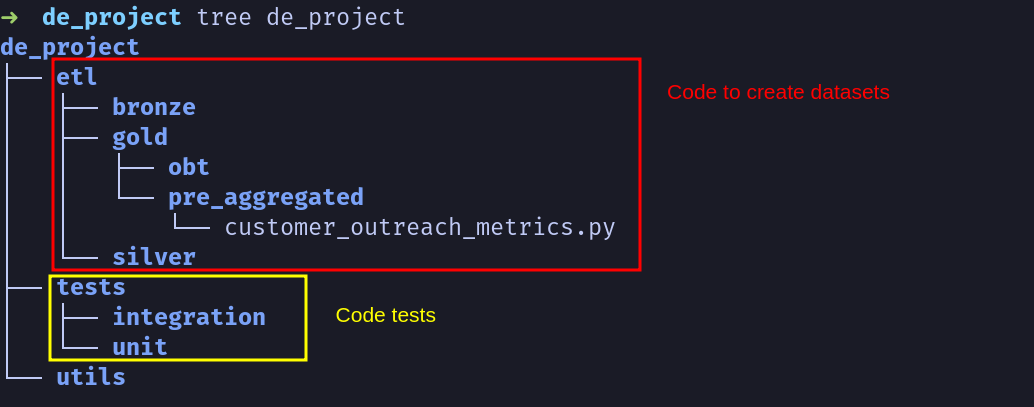 ➜ de_project tree de_project
de_project
├── etl Code to create datasets
│   ├── bronze
│   ├── gold
│   │   ├── obt
│   │   └── pre_aggregated
│   │       └── customer_outreach_metrics.py
│   └── silver
├── tests
│   ├── integration Code tests
│   └── unit
└── utils